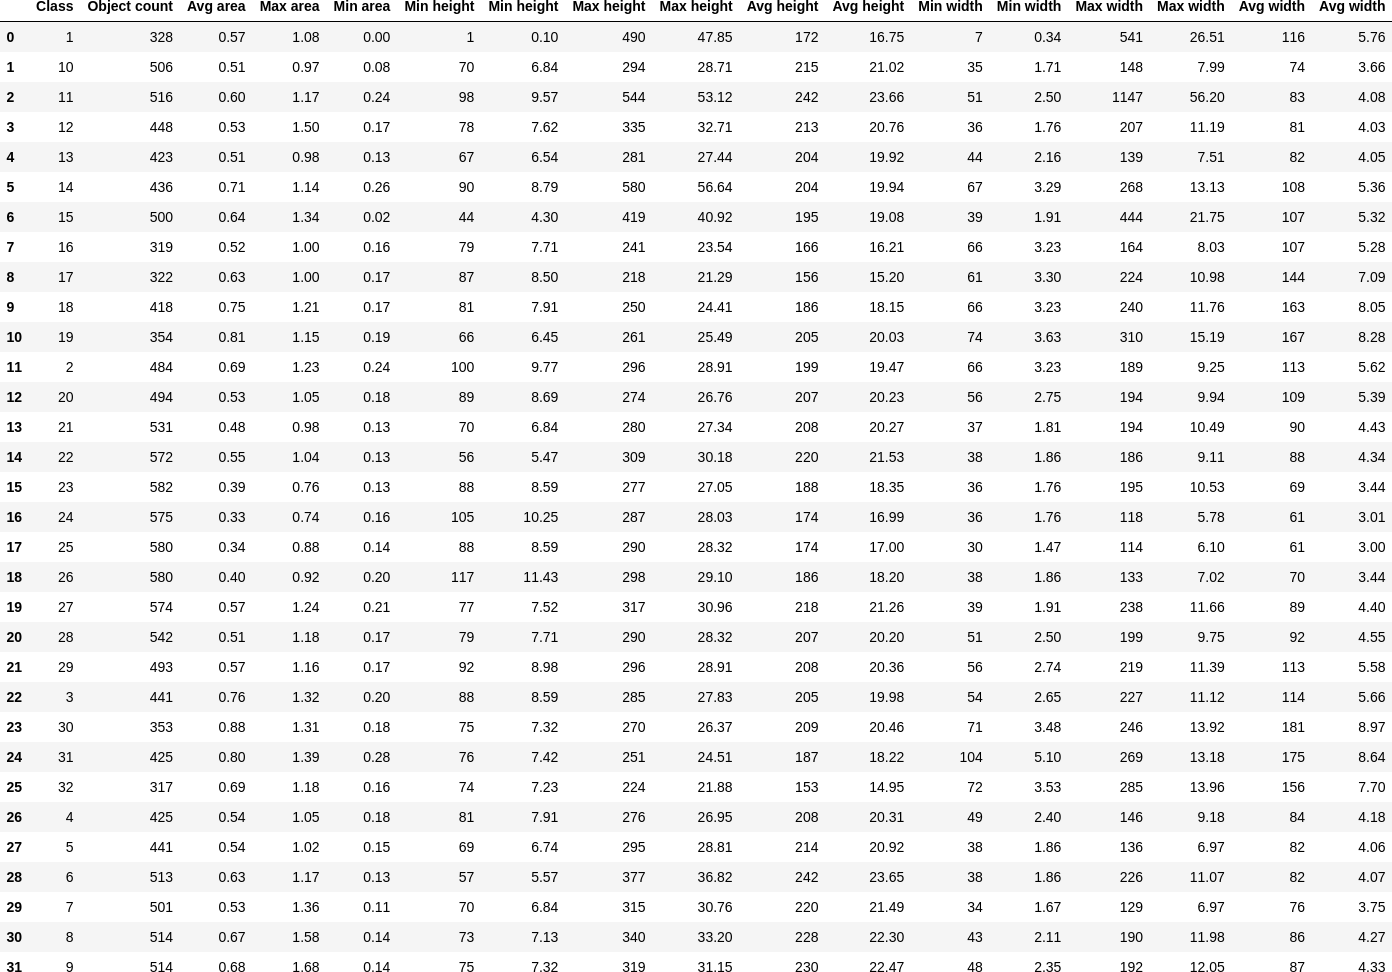 Class Object count Avg area Max area Min area Min height Min height Max height Max height Avg height Avg height Min width Min width Max width Max width Avg width Avg width
0 1 328 0.57 1.08 0.00 1 0.10 490 47.85 172 16.75 7 0.34 541 26.51 116 5.76
1 10 506 0.51 0.97 0.08 70 6.84 294 28.71 215 21.02 35 1.71 148 7.99 74 3.66
2 11 516 0.60 1.17 0.24 98 9.57 544 53.12 242 23.66 51 2.50 1147 56.20 83 4.08
3 12 448 0.53 1.50 0.17 78 7.62 335 32.71 213 20.76 36 1.76 207 11.19 81 4.03
4 13 423 0.51 0.98 0.13 67 6.54 281 27.44 204 19.92 44 2.16 139 7.51 82 4.05
5 14 436 0.71 1.14 0.26 90 8.79 580 56.64 204 19.94 67 3.29 268 13.13 108 5.36
6 15 500 0.64 1.34 0.02 44 4.30 419 40.92 195 19.08 39 1.91 444 21.75 107 5.32
7 16 319 0.52 1.00 0.16 79 7.71 241 23.54 166 16.21 66 3.23 164 8.03 107 5.28
8 17 322 0.63 1.00 0.17 87 8.50 218 21.29 156 15.20 61 3.30 224 10.98 144 7.09
9 18 418 0.75 1.21 0.17 81 7.91 250 24.41 186 18.15 66 3.23 240 11.76 163 8.05
10 19 354 0.81 1.15 0.19 66 6.45 261 25.49 205 20.03 74 3.63 310 15.19 167 8.28
11 2 484 0.69 1.23 0.24 100 9.77 296 28.91 199 19.47 66 3.23 189 9.25 113 5.62
12 20 494 0.53 1.05 0.18 89 8.69 274 26.76 207 20.23 56 2.75 194 9.94 109 5.39
13 21 531 0.48 0.98 0.13 70 6.84 280 27.34 208 20.27 37 1.81 194 10.49 90 4.43
14 22 572 0.55 1.04 0.13 56 5.47 309 30.18 220 21.53 38 1.86 186 9.11 88 4.34
15 23 582 0.39 0.76 0.13 88 8.59 277 27.05 188 18.35 36 1.76 195 10.53 69 3.44
16 24 575 0.33 0.74 0.16 105 10.25 287 28.03 174 16.99 36 1.76 118 5.78 61 3.01
17 25 580 0.34 0.88 0.14 88 8.59 290 28.32 174 17.00 30 1.47 114 6.10 61 3.00
18 26 580 0.40 0.92 0.20 117 11.43 298 29.10 186 18.20 38 1.86 133 7.02 70 3.44
19 27 574 0.57 1.24 0.21 77 7.52 317 30.96 218 21.26 39 1.91 238 11.66 89 4.40
20 28 542 0.51 1.18 0.17 79 7.71 290 28.32 207 20.20 51 2.50 199 9.75 92 4.55
21 29 493 0.57 1.16 0.17 92 8.98 296 28.91 208 20.36 56 2.74 219 11.39 113 5.58
22 3 441 0.76 1.32 0.20 88 8.59 285 27.83 205 19.98 54 2.65 227 11.12 114 5.66
23 30 353 0.88 1.31 0.18 75 7.32 270 26.37 209 20.46 71 3.48 246 13.92 181 8.97
24 31 425 0.80 1.39 0.28 76 7.42 251 24.51 187 18.22 104 5.10 269 13.18 175 8.64
25 32 317 0.69 1.18 0.16 74 7.23 224 21.88 153 14.95 72 3.53 285 13.96 156 7.70
26 4 425 0.54 1.05 0.18 81 7.91 276 26.95 208 20.31 49 2.40 146 9.18 84 4.18
27 5 441 0.54 1.02 0.15 69 6.74 295 28.81 214 20.92 38 1.86 136 6.97 82 4.06
28 6 513 0.63 1.17 0.13 57 5.57 377 36.82 242 23.65 38 1.86 226 11.07 82 4.07
29 7 501 0.53 1.36 0.11 70 6.84 315 30.76 220 21.49 34 1.67 129 6.97 76 3.75
30 8 514 0.67 1.58 0.14 73 7.13 340 33.20 228 22.30 43 2.11 190 11.98 86 4.27
31 9 514 0.68 1.68 0.14 75 7.32 319 31.15 230 22.47 48 2.35 192 12.05 87 4.33